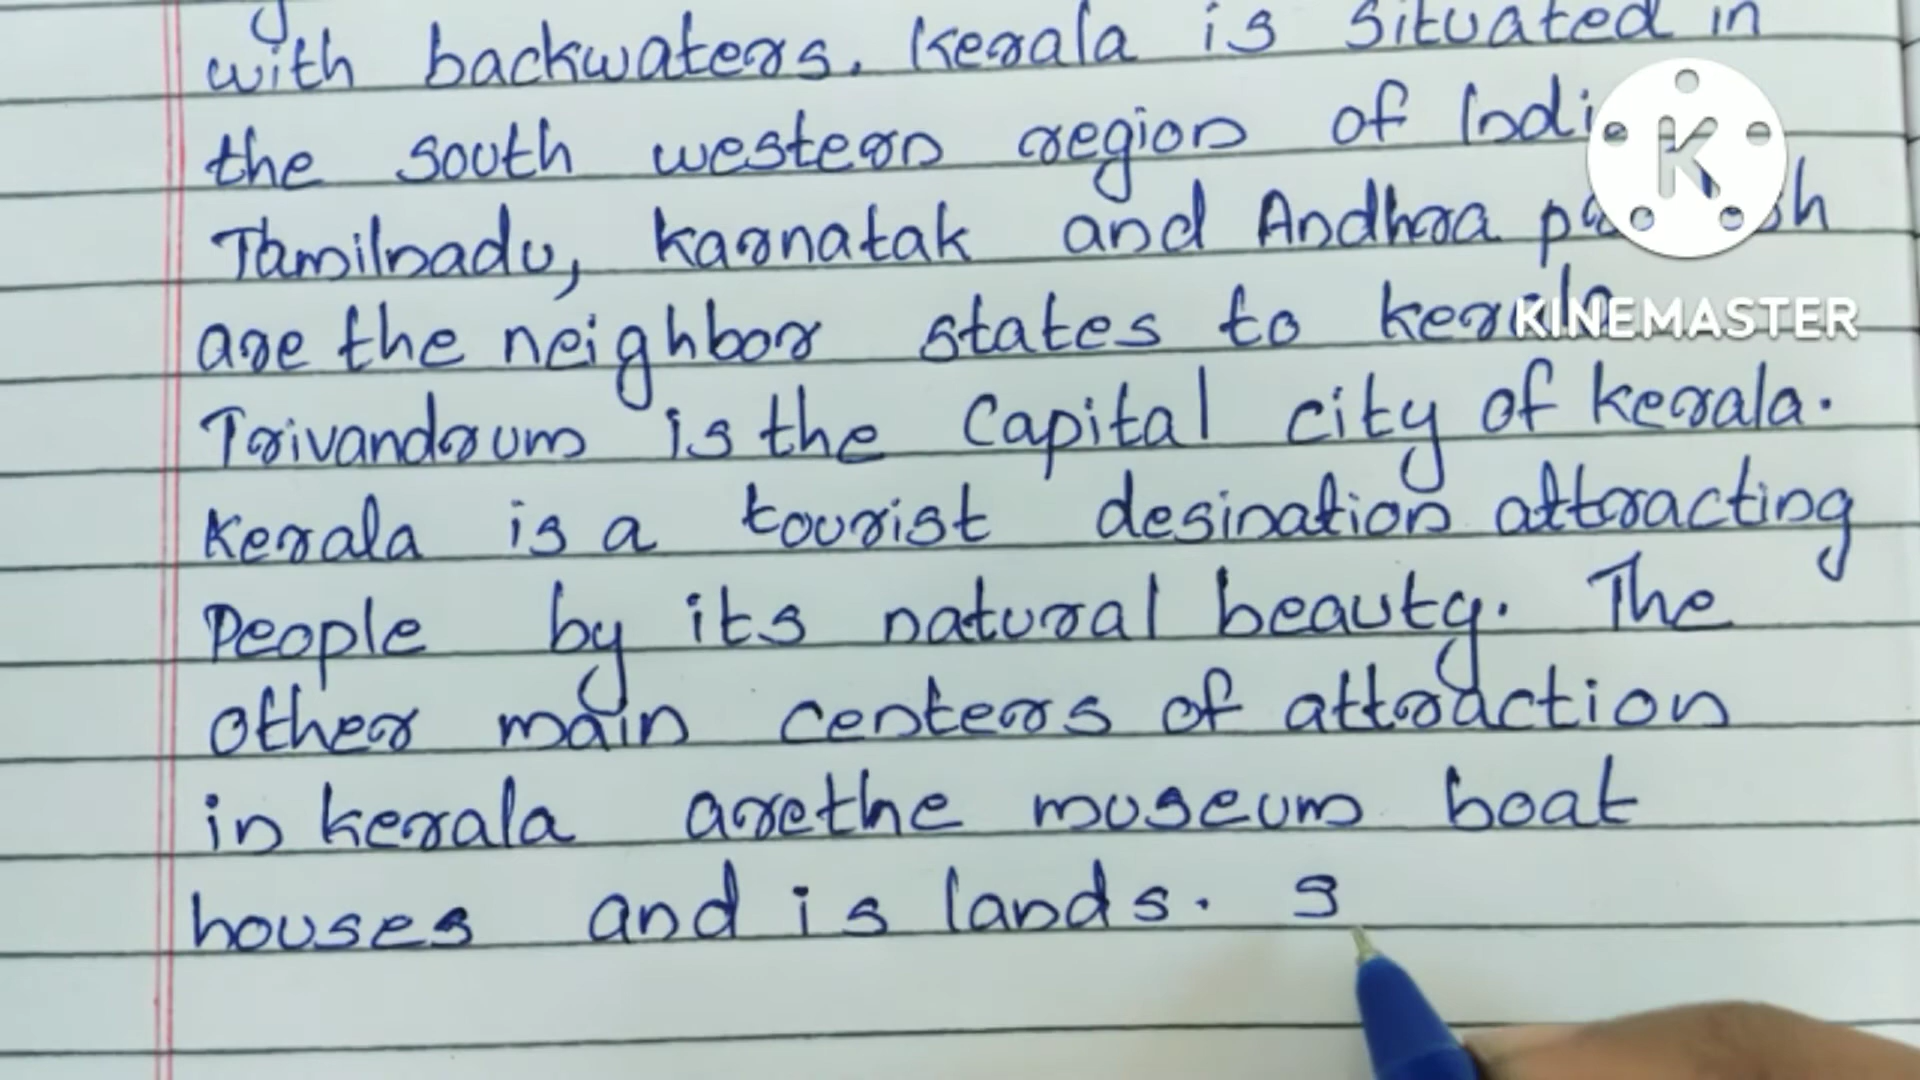 with backwaters. Kerala is situated in
the south western region of India
Tamilnadu, Karnatak and Andhra
are the neighbor states to kerala
KINEMASTER
Trivandrum is the Capital city of kerala.
Kerala is a tourist desination attracting
People by its natural beauty. The
other main centers of attraction
in kerala arethe museum boat
houses and is lands. S